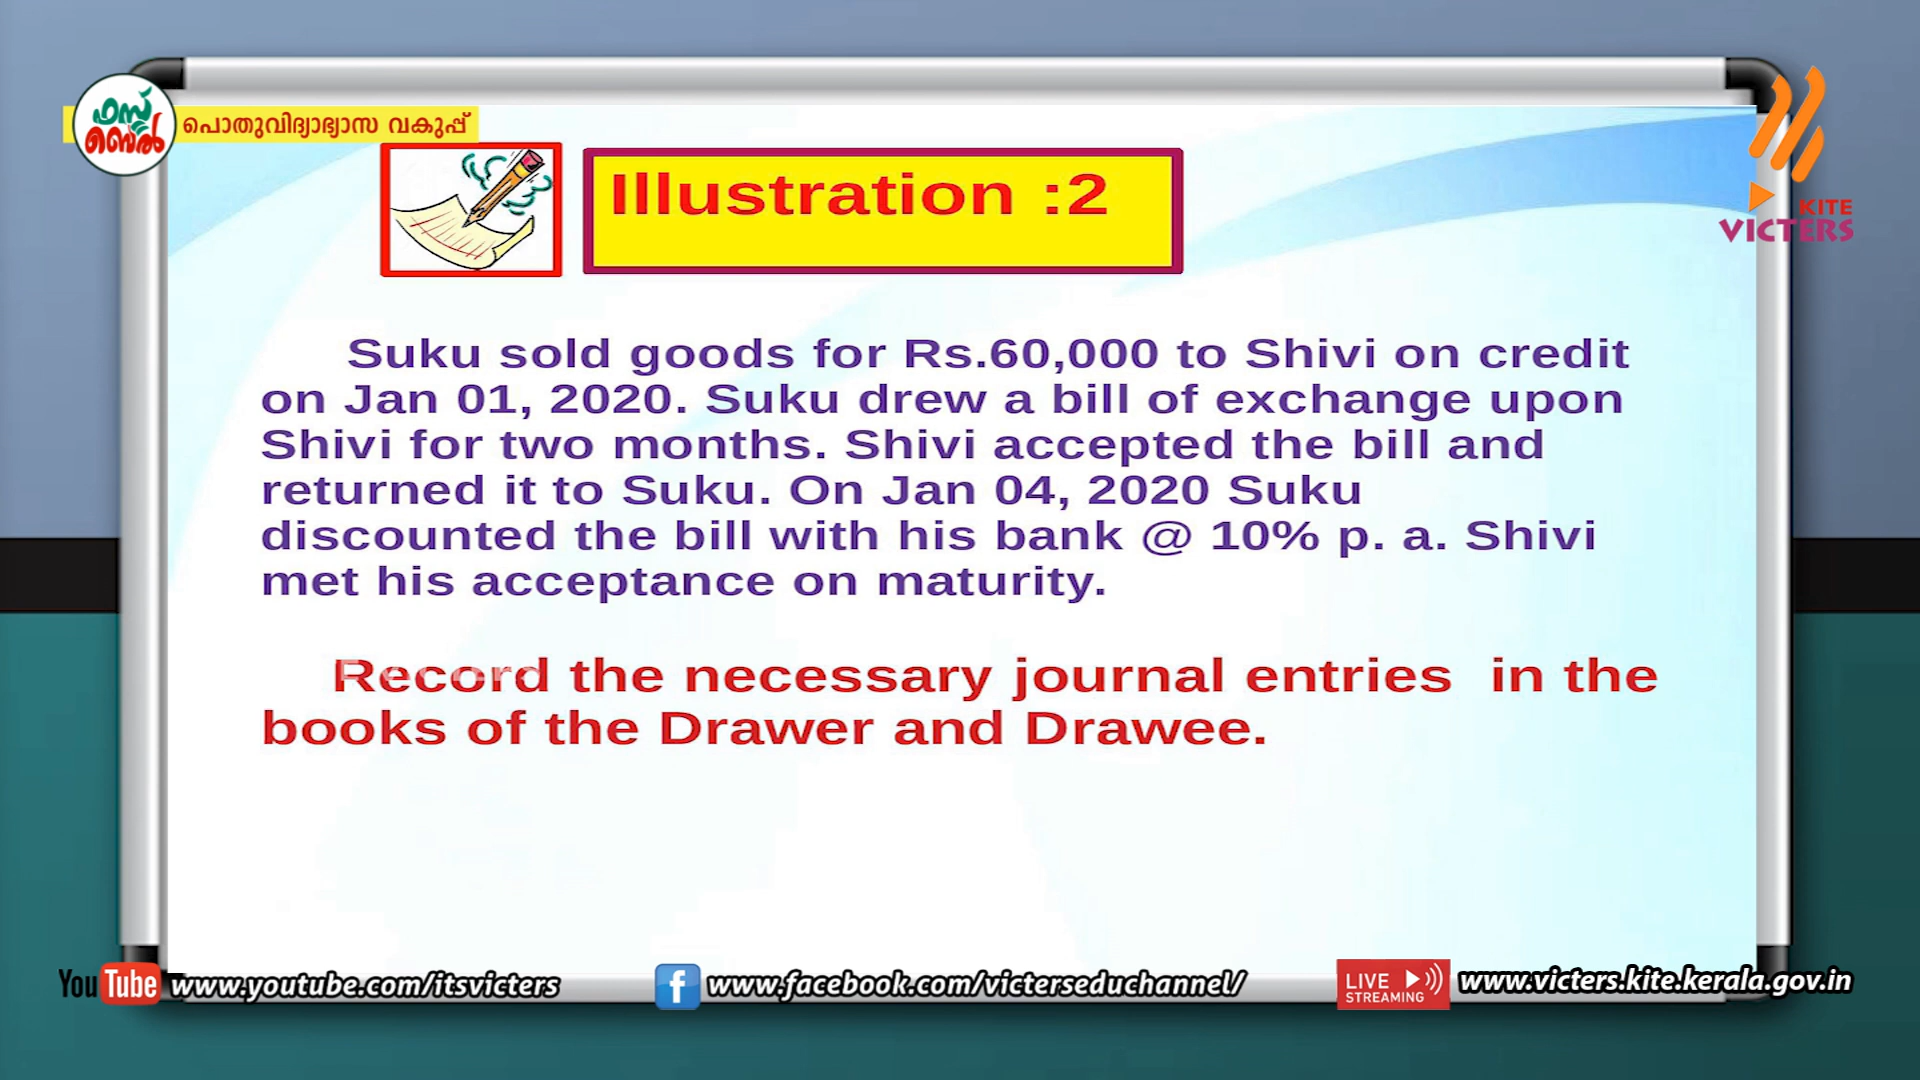 ഫസ്റ്റ്
ബെൽ
പൊതുവിദ്യാഭ്യാസ വകുപ്പ്
Illustration :2
KITE
VICTERS
Suku sold goods for Rs.60,000 to Shivi on credit
on Jan 01, 2020. Suku drew a bill of exchange upon
Shivi for two months. Shivi accepted the bill and
returned it to Suku. On Jan 04, 2020 Suku
discounted the bill with his bank @ 10% p. a. Shivi
met his acceptance on maturity.
Record the necessary journal entries in the
books of the Drawer and Drawee.
YouTube www.youtube.com/itsvicters
f www.facebook.com/victerseduchannel/
LIVE
STREAMING
www.victers.kite.kerala.gov.in